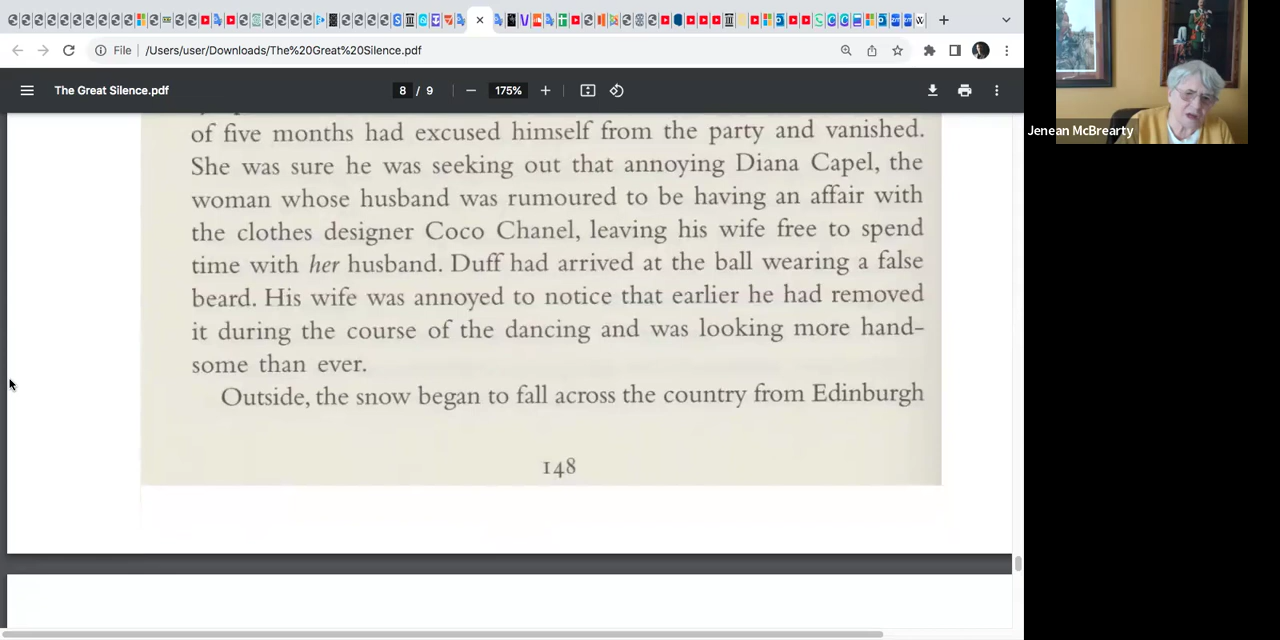 File
/Users/user/Downloads/The%20Great%20Silence.pdf
The Great Silence.pdf
8 / 9
175%
Jenean McBrearty
of five months had excused himself from the party and vanished.
She was sure he was seeking out that annoying Diana Capel, the
woman whose husband was rumoured to be having an affair with
the clothes designer Coco Chanel, leaving his wife free to spend
time with her husband. Duff had arrived at the ball wearing a false
beard. His wife was annoyed to notice that earlier he had removed
it during the course of the dancing and was looking more hand-
some than ever.
Outside, the snow began to fall across the country from Edinburgh
148